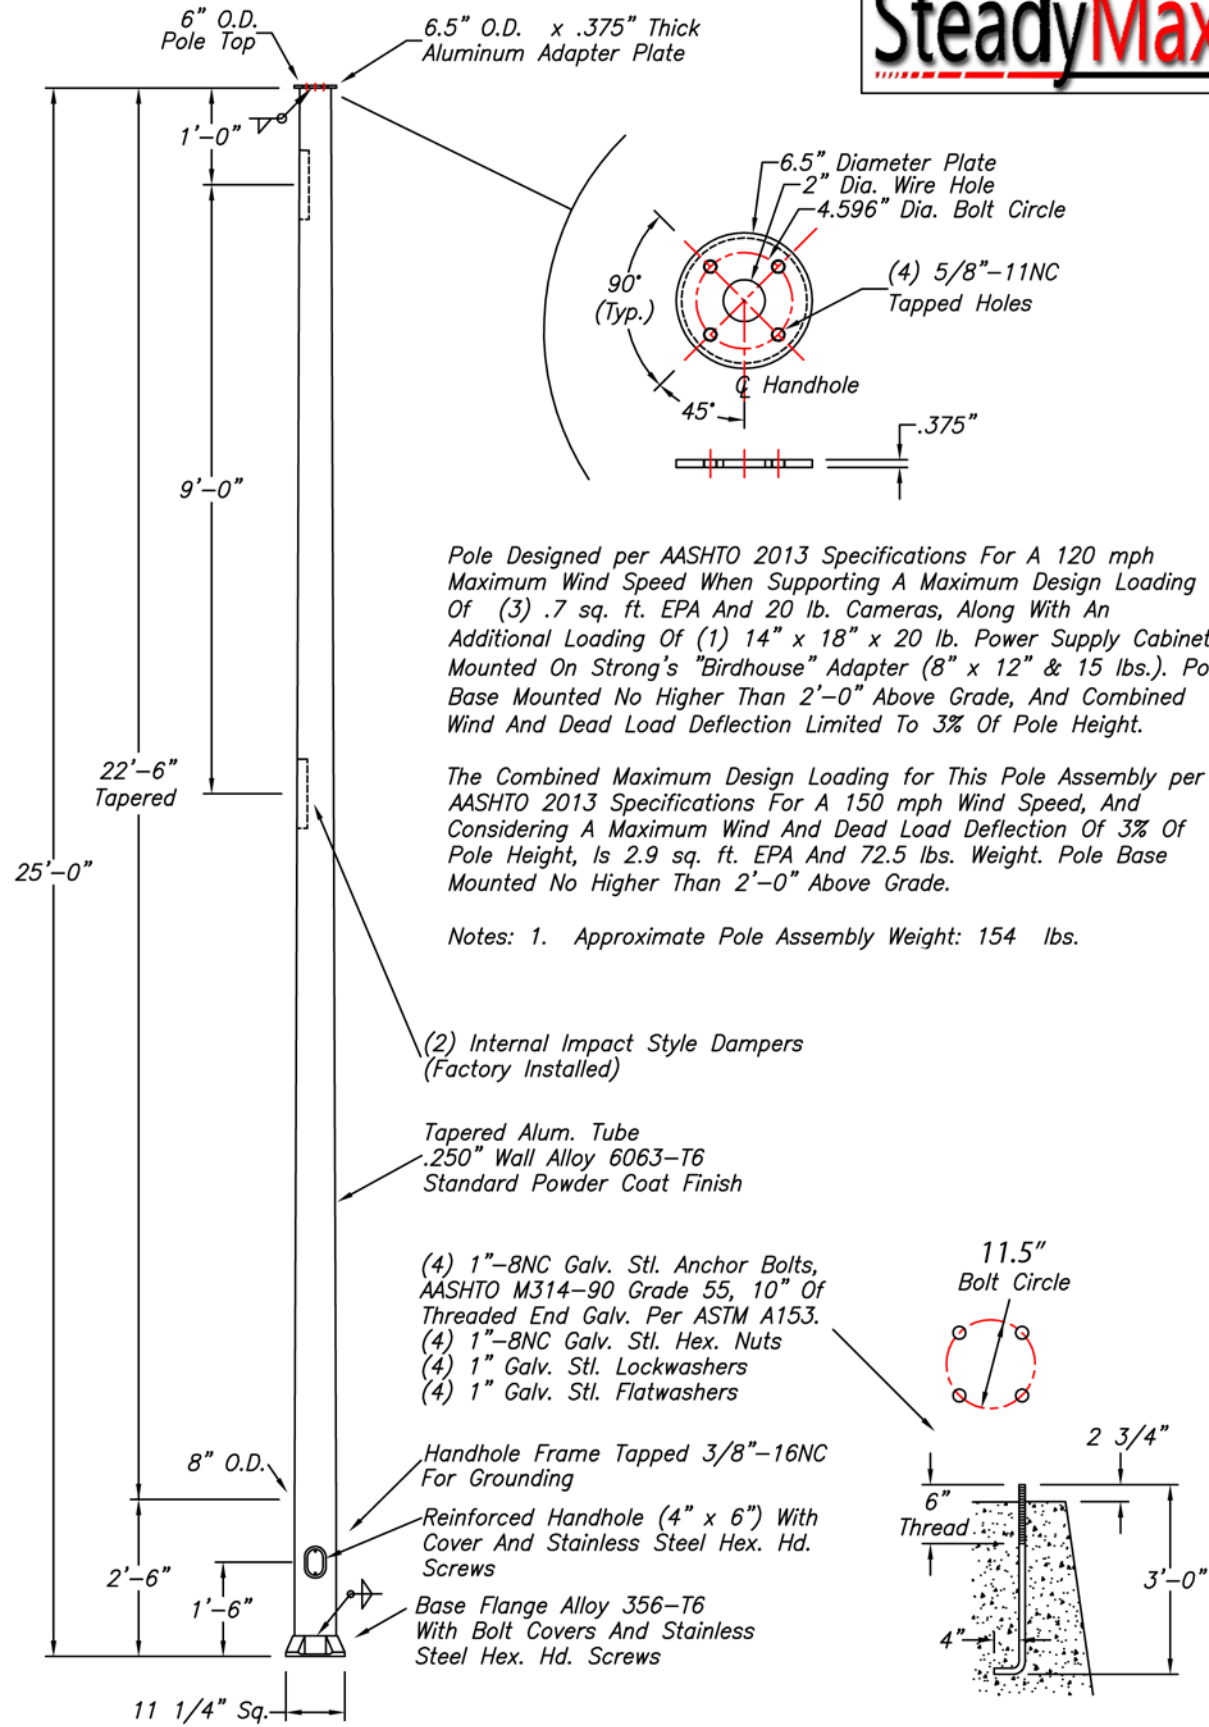 6" O.D.
Pole Top
6.5" O.D. x .375" Thick
Aluminum Adapter Plate
SteadyMax
1'-0"
6.5" Diameter Plate
2" Dia. Wire Hole
4.596" Dia. Bolt Circle
90°
(Typ.)
(4) 5/8"-11NC
Tapped Holes
℄ Handhole
45°
.375"
9'-0"
Pole Designed per AASHTO 2013 Specifications For A 120 mph
Maximum Wind Speed When Supporting A Maximum Design Loading
Of (3) .7 sq. ft. EPA And 20 lb. Cameras, Along With An
Additional Loading Of (1) 14" x 18" x 20 lb. Power Supply Cabinet
Mounted On Strong's "Birdhouse" Adapter (8" x 12" & 15 lbs.). Po
Base Mounted No Higher Than 2'-0" Above Grade, And Combined
Wind And Dead Load Deflection Limited To 3% Of Pole Height.
22'-6"
Tapered
25'-0"
The Combined Maximum Design Loading for This Pole Assembly per
AASHTO 2013 Specifications For A 150 mph Wind Speed, And
Considering A Maximum Wind And Dead Load Deflection Of 3% Of
Pole Height, Is 2.9 sq. ft. EPA And 72.5 lbs. Weight. Pole Base
Mounted No Higher Than 2'-0" Above Grade.
Notes: 1. Approximate Pole Assembly Weight: 154 lbs.
(2) Internal Impact Style Dampers
(Factory Installed)
Tapered Alum. Tube
.250" Wall Alloy 6063-T6
Standard Powder Coat Finish
(4) 1"-8NC Galv. Stl. Anchor Bolts,
AASHTO M314-90 Grade 55, 10" Of
Threaded End Galv. Per ASTM A153.
(4) 1"-8NC Galv. Stl. Hex. Nuts
(4) 1" Galv. Stl. Lockwashers
(4) 1" Galv. Stl. Flatwashers
11.5"
Bolt Circle
8" O.D.
Handhole Frame Tapped 3/8"-16NC
For Grounding
Reinforced Handhole (4" x 6") With
Cover And Stainless Steel Hex. Hd.
Screws
2 3/4"
6"
Thread
3'-0"
4"
2'-6"
1'-6"
Base Flange Alloy 356-T6
With Bolt Covers And Stainless
Steel Hex. Hd. Screws
11 1/4" Sq.